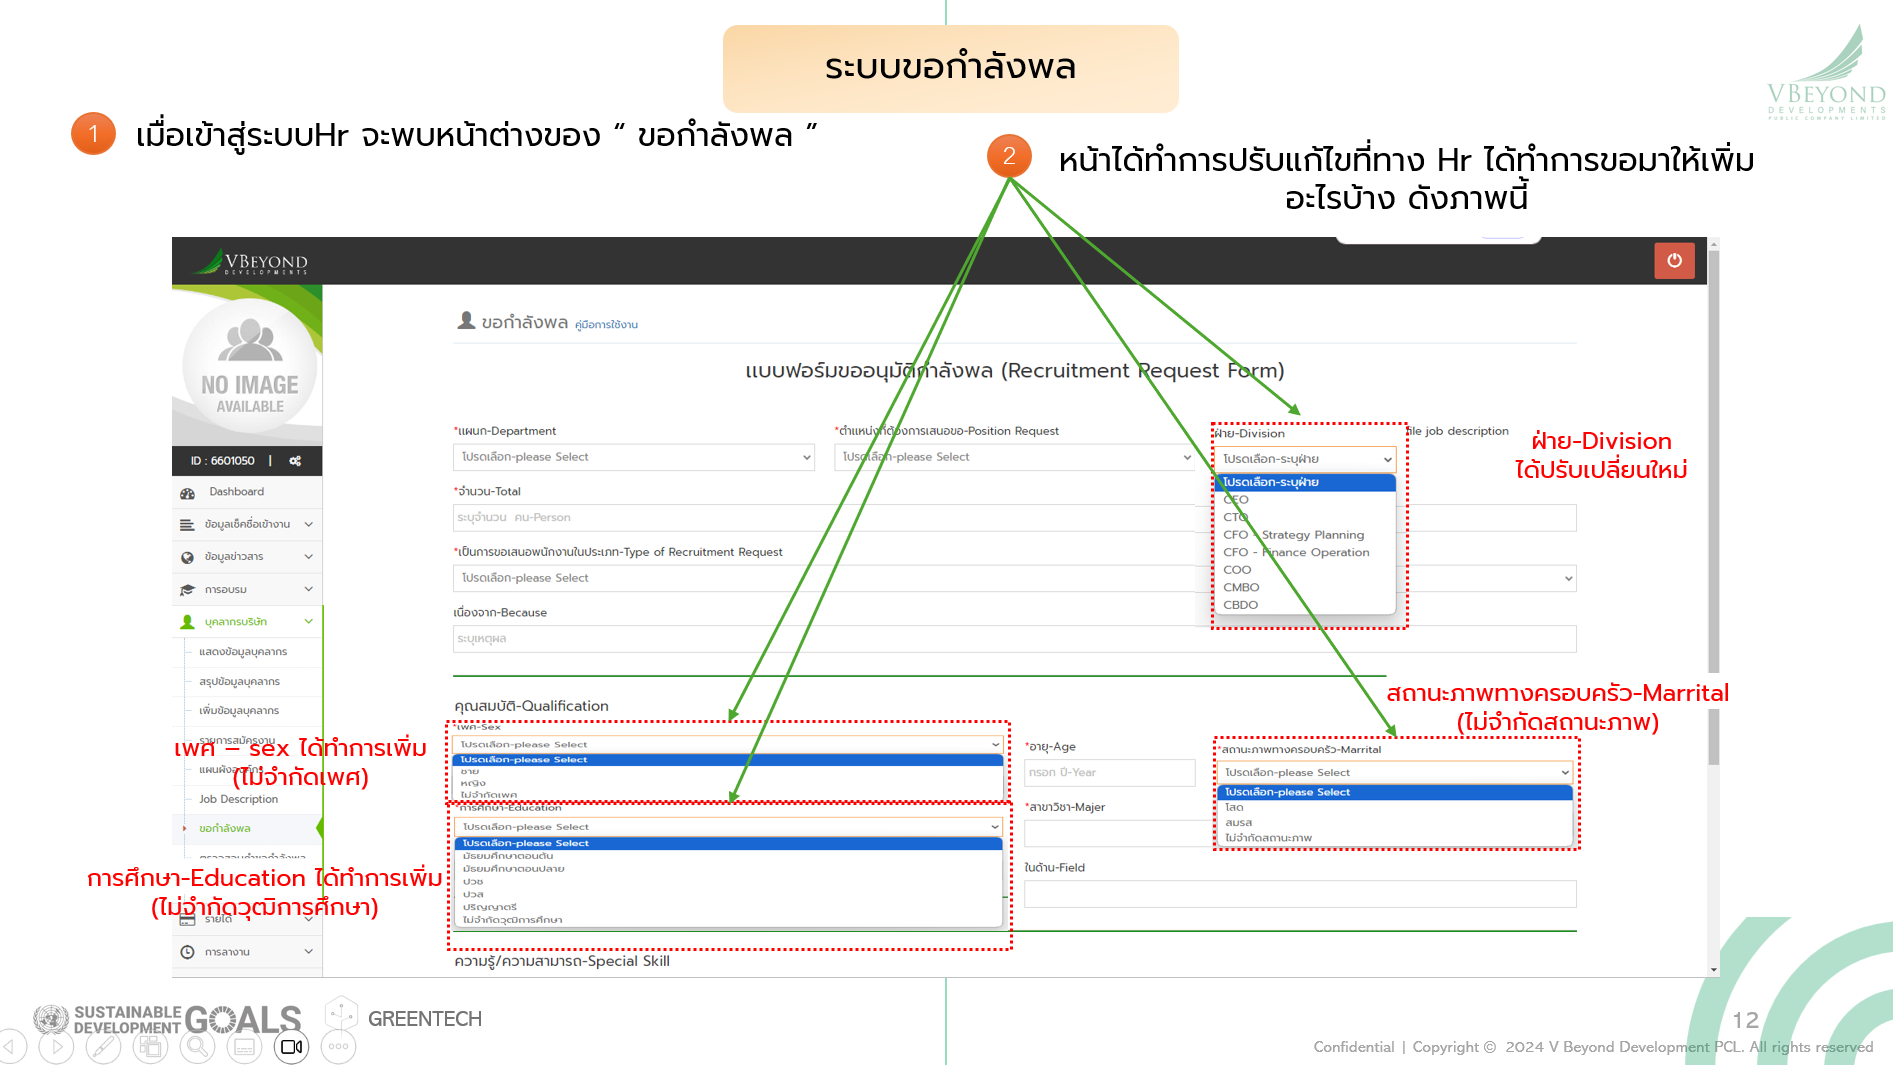 ระบบขอกำลังพล
VBEYOND
DEVELOPMENTS
PUBLIC COMPANY LIMITED
1
เมื่อเข้าสู่ระบบHr จะพบหน้าต่างของ “ ขอกำลังพล ”
2
หน้าได้ทำการปรับแก้ไขที่ทาง Hr ได้ทำการขอมาให้เพิ่ม
อะไรบ้าง ดังภาพนี้
VBEYOND
DEVELOPMENTS
NO IMAGE
AVAILABLE
ID : 6601050 |
Dashboard
ข้อมูลเช็คชื่อเข้างาน
ข้อมูลข่าวสาร
การอบรม
บุคลากรบริษัท
แสดงข้อมูลบุคลากร
สรุปข้อมูลบุคลากร
เพิ่มข้อมูลบุคลากร
รายการสมัครงาน
แผนผังองค์กร
Job Description
ขอกำลังพล
ตรวจสอบคำขอกำลังพล
รายได้
การลางาน
ขอกำลังพล คู่มือการใช้งาน
แบบฟอร์มขออนุมัติกำลังพล (Recruitment Request Form)
*แผนก-Department
โปรดเลือก-please Select
*ตำแหน่งที่ต้องการเสนอขอ-Position Request
โปรดเลือก-please Select
ฝ่าย-Division
file job description
โปรดเลือก-ระบุฝ่าย
โปรดเลือก-ระบุฝ่าย
CEO
CTO
CFO - Strategy Planning
CFO - Finance Operation
COO
CMBO
CBDO
ฝ่าย-Division
ได้ปรับเปลี่ยนใหม่
*จำนวน-Total
ระบุจำนวน คน-Person
*เป็นการขอเสนอพนักงานในประเภท-Type of Recruitment Request
โปรดเลือก-please Select
เนื่องจาก-Because
ระบุเหตุผล
คุณสมบัติ-Qualification
*เพศ-Sex
โปรดเลือก-please Select
โปรดเลือก-please Select
ชาย
หญิง
ไม่จำกัดเพศ
เพศ – sex ได้ทำการเพิ่ม
(ไม่จำกัดเพศ)
*อายุ-Age
กรอก ปี-Year
สถานะภาพทางครอบครัว-Marrital
(ไม่จำกัดสถานะภาพ)
*สถานะภาพทางครอบครัว-Marrital
โปรดเลือก-please Select
โปรดเลือก-please Select
โสด
สมรส
ไม่จำกัดสถานะภาพ
*การศึกษา-Education
โปรดเลือก-please Select
โปรดเลือก-please Select
มัธยมศึกษาตอนต้น
มัธยมศึกษาตอนปลาย
ปวช
ปวส
ปริญญาตรี
ไม่จำกัดวุฒิการศึกษา
การศึกษา-Education ได้ทำการเพิ่ม
(ไม่จำกัดวุฒิการศึกษา)
*สาขาวิชา-Majer
ในด้าน-Field
ความรู้/ความสามารถ-Special Skill
SUSTAINABLE
DEVELOPMENT
GOALS
GREENTECH
12
Confidential | Copyright © 2024 V Beyond Development PCL. All rights reserved